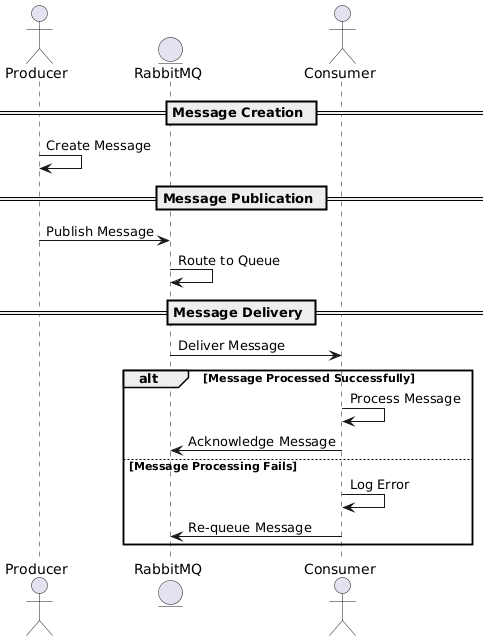 Producer
RabbitMQ
Consumer
Message Creation
Create Message
Message Publication
Publish Message
Route to Queue
Message Delivery
Deliver Message
alt [Message Processed Successfully]
Process Message
Acknowledge Message
[Message Processing Fails]
Log Error
Re-queue Message
Producer
RabbitMQ
Consumer